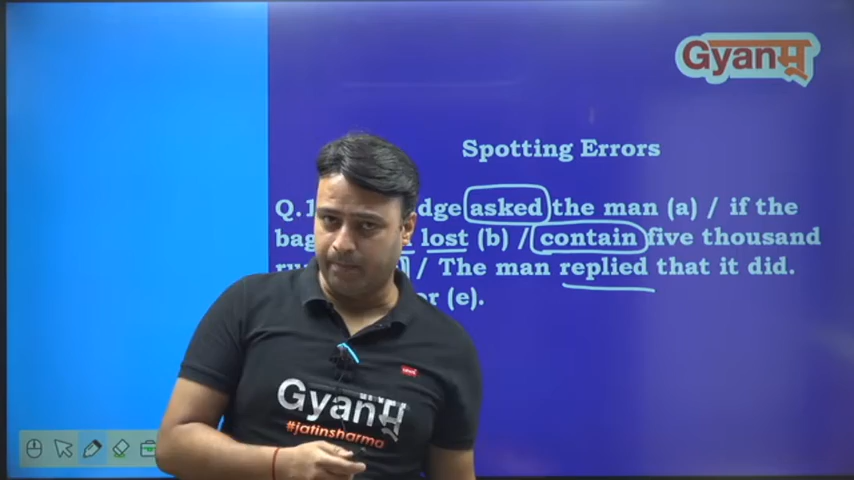 Gyanम्
Spotting Errors
Q. 1 dge asked the man (a) / if the
bag lost (b) / contain five thousand
/ The man replied that it did.
or (e).
Gyanम्
#jatinsharma